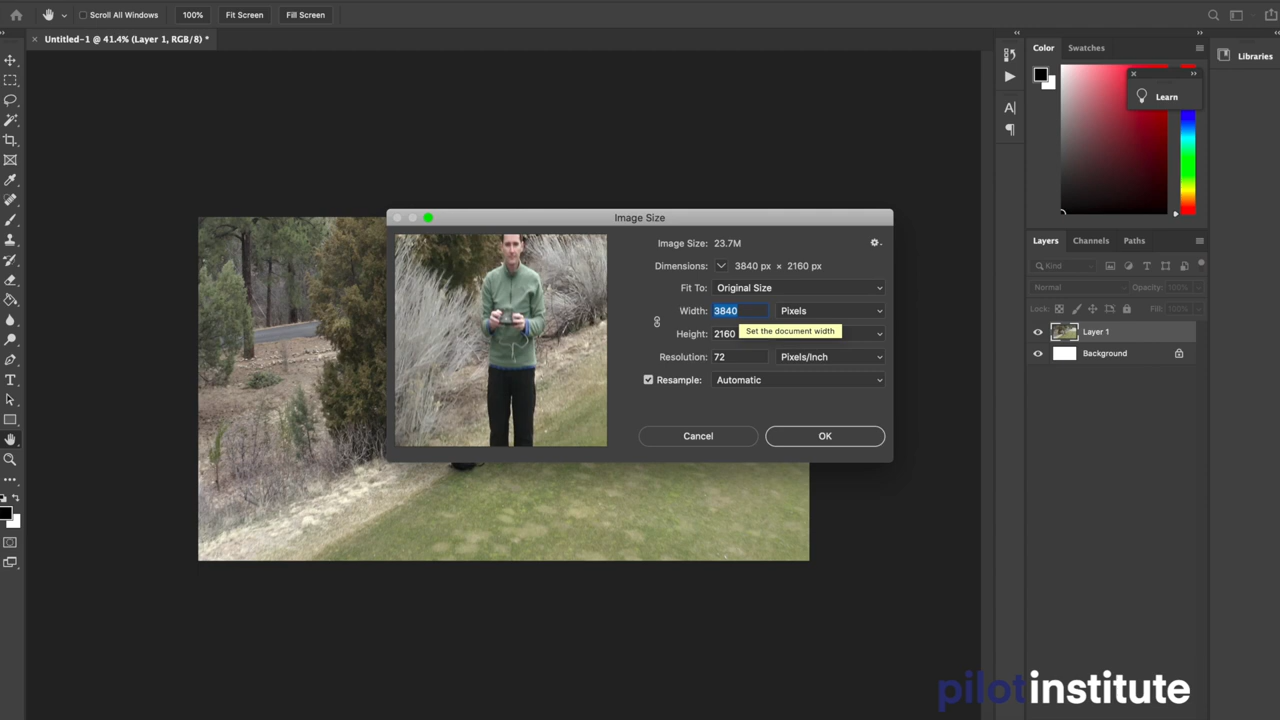 Scroll All Windows 100% Fit Screen Fill Screen
Untitled-1 @ 41.4% (Layer 1, RGB/8) *
Color Swatches
Libraries
Learn
Image Size
Image Size: 23.7M
Dimensions: 3840 px × 2160 px
Fit To: Original Size
Width: 3840 Pixels
Height: 2160
Set the document width
Resolution: 72 Pixels/Inch
Resample: Automatic
Cancel OK
Layers Channels Paths
Kind
Normal Opacity: 100%
Lock: Fill: 100%
Layer 1
Background
pilotinstitute